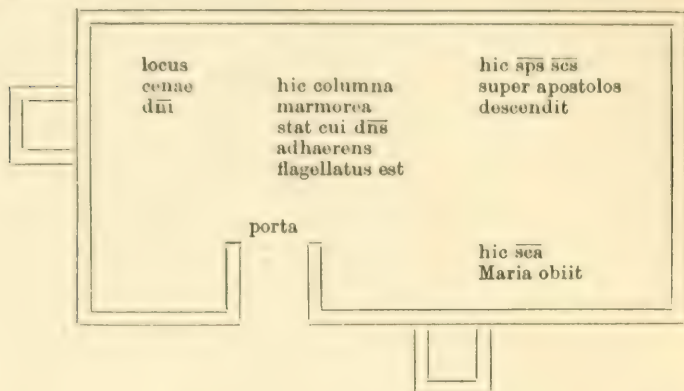 locus
cenae
dn̅i̅
hic columna
marmorea
stat cui dn̅s̅
adhaerens
flagellatus est
hic s̅p̅s̅ s̅c̅s̅
super apostolos
descendit
porta
hic s̅c̅a̅
Maria obiit